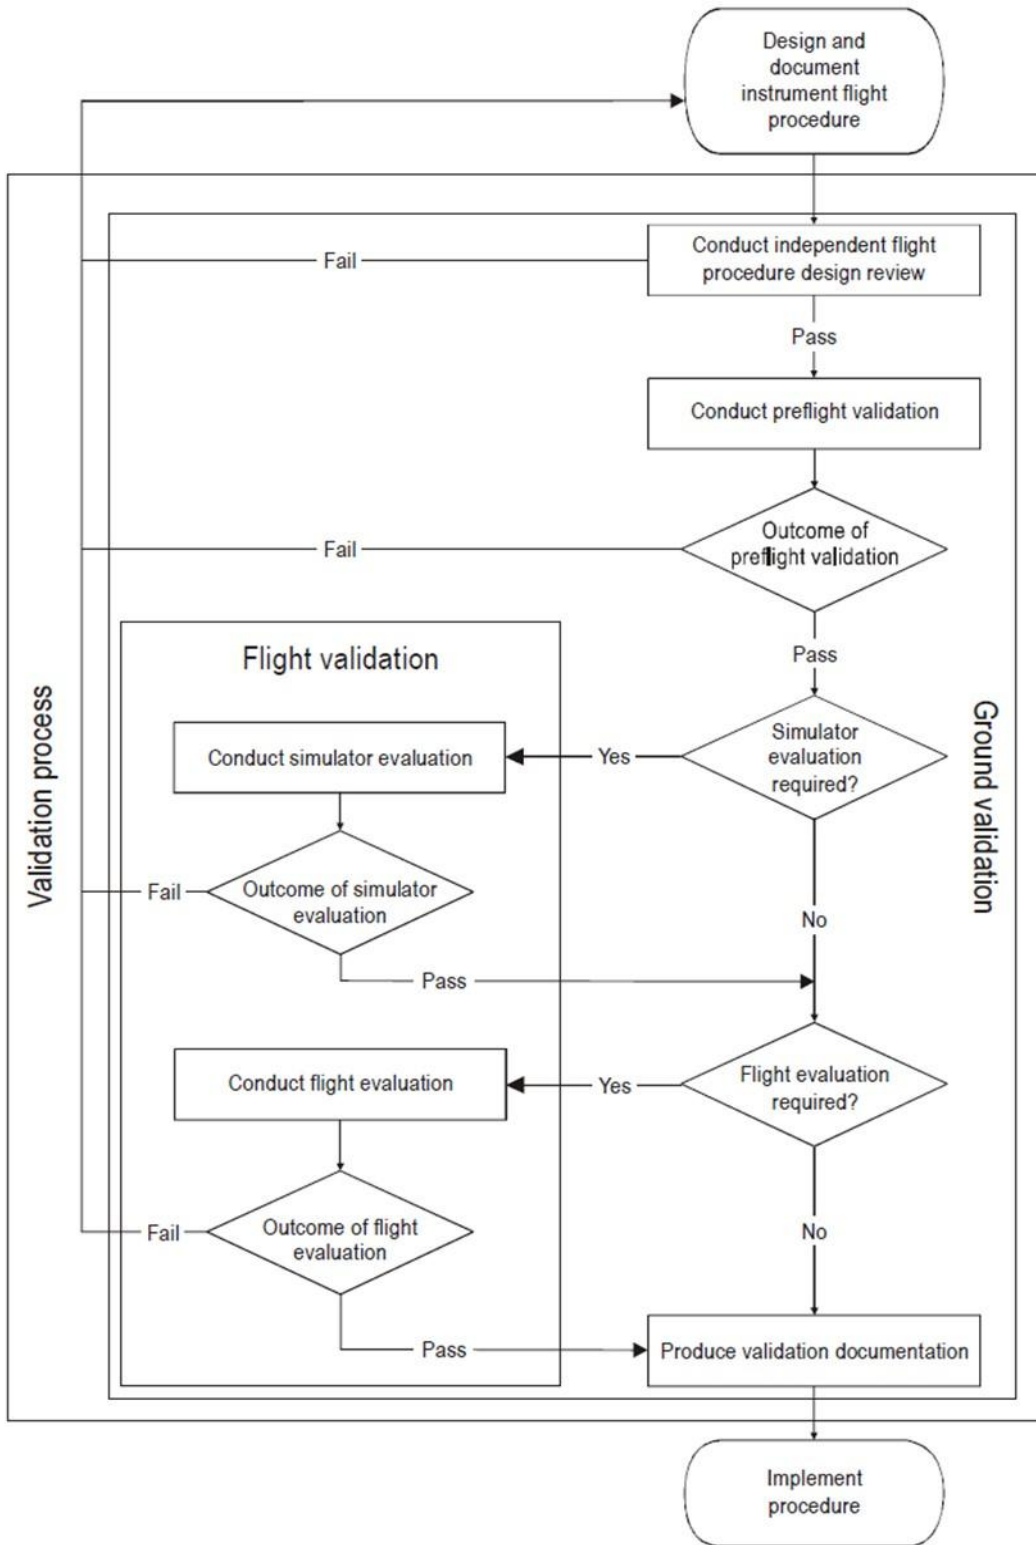 Design and
document
instrument flight
procedure
Conduct independent flight
procedure design review
Fail
Pass
Conduct preflight validation
Outcome of
preflight validation
Fail
Pass
Flight validation
Validation process
Ground validation
Simulator
evaluation
required?
Yes
Conduct simulator evaluation
Outcome of simulator
evaluation
Fail
No
Pass
Flight evaluation
required?
Yes
Conduct flight evaluation
Outcome of flight
evaluation
Fail
No
Pass
Produce validation documentation
Implement
procedure